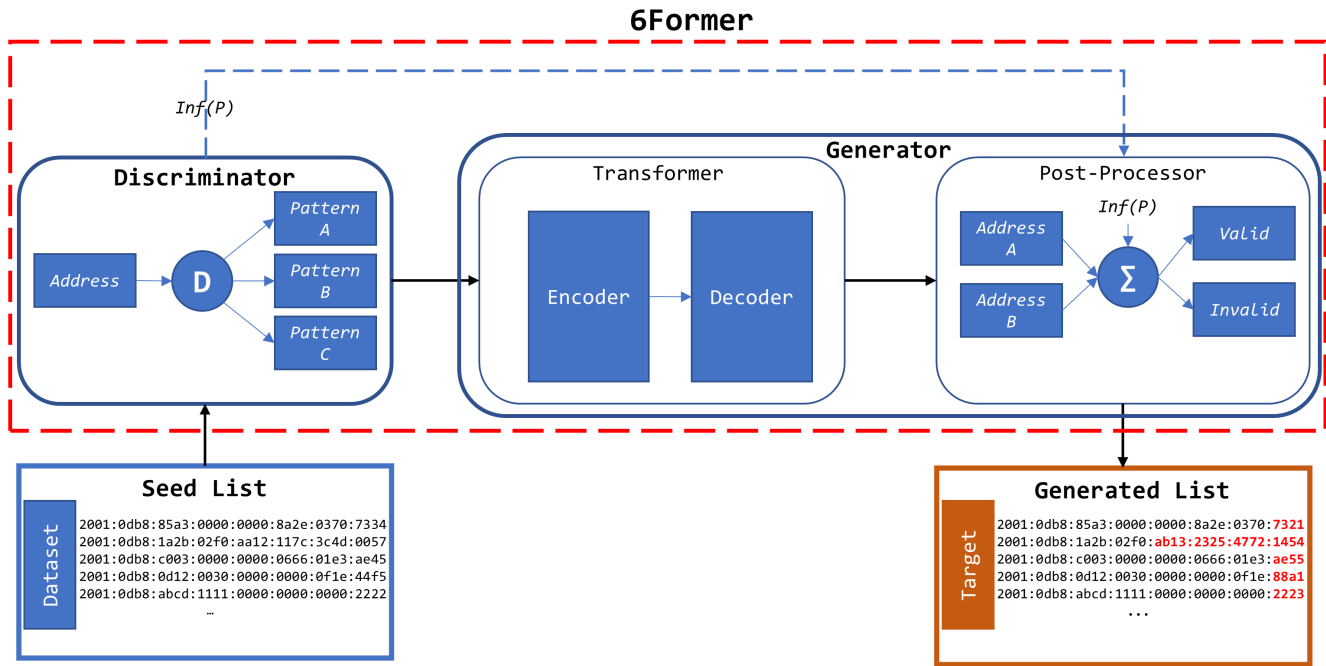 6Former
Inf(P)
Discriminator
Address
D
Pattern
A
Pattern
B
Pattern
C
Generator
Transformer
Encoder
Decoder
Post-Processor
Inf(P)
Address
A
Address
B
Σ
Valid
Invalid
Seed List
Dataset
2001:0db8:85a3:0000:0000:8a2e:0370:7334
2001:0db8:1a2b:02f0:aa12:117c:3c4d:0057
2001:0db8:c003:0000:0000:0666:01e3:ae45
2001:0db8:0d12:0030:0000:0000:0f1e:44f5
2001:0db8:abcd:1111:0000:0000:0000:2222
…
Generated List
Target
2001:0db8:85a3:0000:0000:8a2e:0370:7321
2001:0db8:1a2b:02f0:ab13:2325:4772:1454
2001:0db8:c003:0000:0000:0666:01e3:ae55
2001:0db8:0d12:0030:0000:0000:0f1e:88a1
2001:0db8:abcd:1111:0000:0000:0000:2223
...